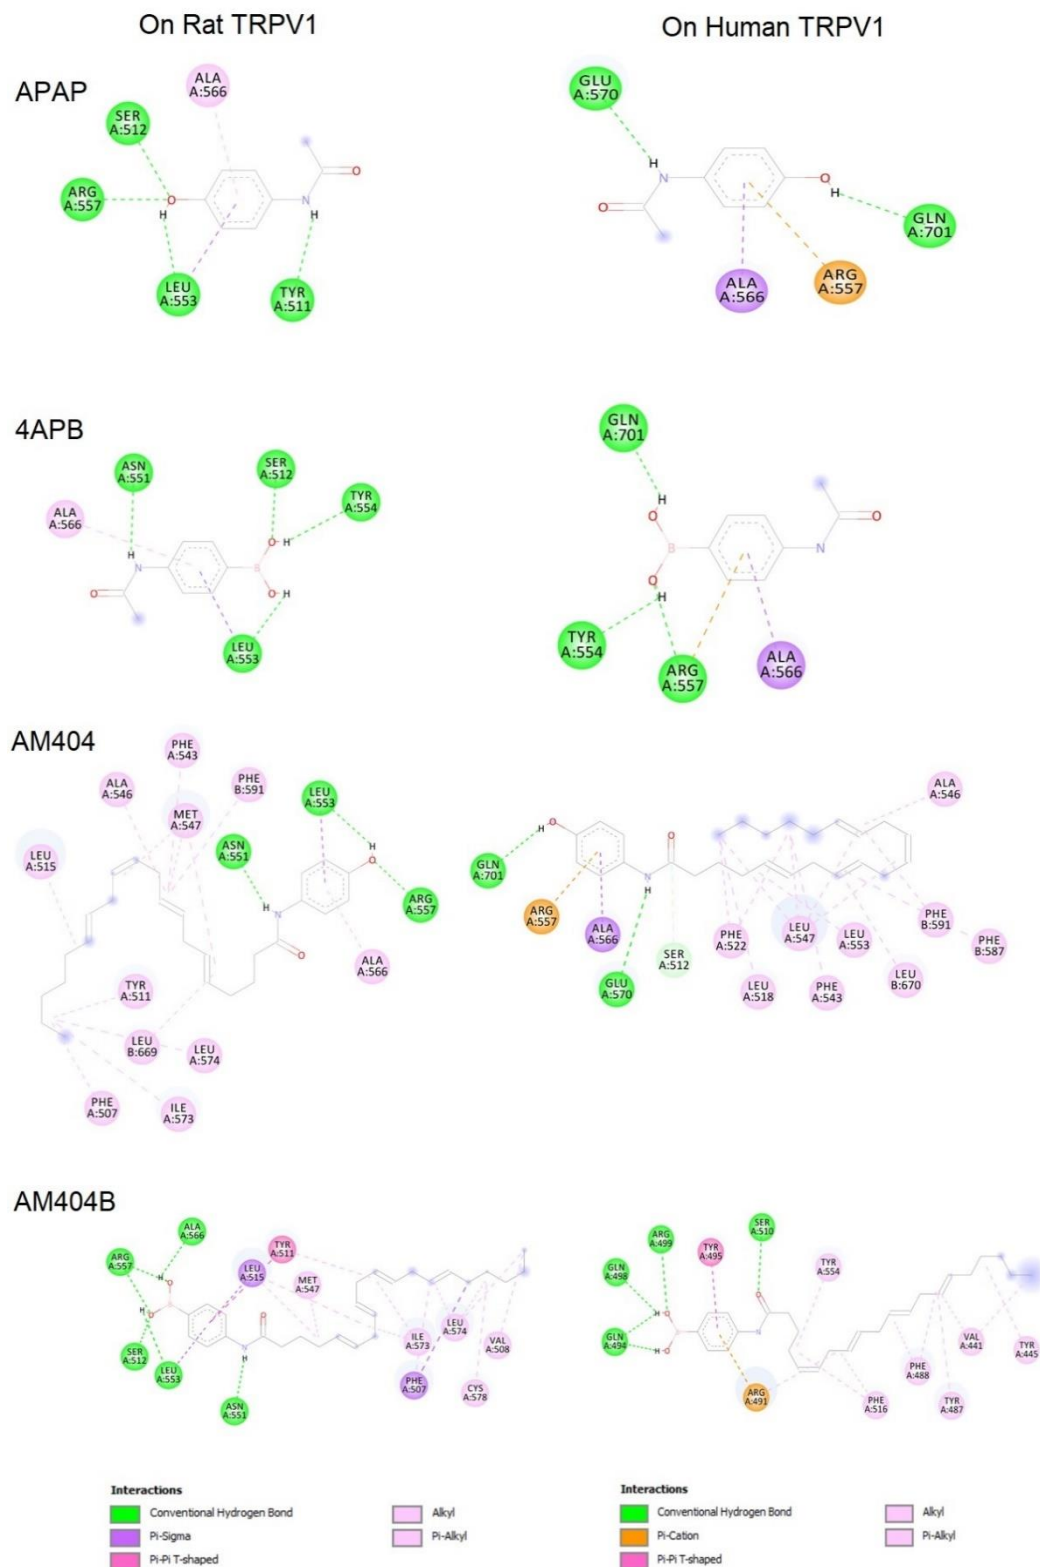 On Rat TRPV1
On Human TRPV1
APAP
ALA
A:566
SER
A:512
ARG
A:557
O
H
N
H
O
LEU
A:553
TYR
A:511
GLU
A:570
H
N
O
O
H
GLN
A:701
ALA
A:566
ARG
A:557
4APB
ASN
A:551
SER
A:512
TYR
A:554
ALA
A:566
H
N
O
B
O
H
O
H
LEU
A:553
GLN
A:701
H
O
B
O
H
O
N
TYR
A:554
ARG
A:557
ALA
A:566
AM404
PHE
A:543
ALA
A:546
PHE
B:591
MET
A:547
LEU
A:553
LEU
A:515
ASN
A:551
H
O
H
N
O
ARG
A:557
ALA
A:566
TYR
A:511
LEU
B:669
LEU
A:574
PHE
A:507
ILE
A:573
ALA
A:546
H
O
O
N
H
GLN
A:701
ARG
A:557
ALA
A:566
SER
A:512
GLU
A:570
PHE
A:522
LEU
A:547
LEU
A:553
PHE
B:591
PHE
B:587
LEU
A:518
PHE
A:543
LEU
B:670
AM404B
ALA
A:566
ARG
A:557
TYR
A:511
LEU
A:515
MET
A:547
H
O
B
H
O
O
N
H
SER
A:512
LEU
A:553
ASN
A:551
ILE
A:573
LEU
A:574
VAL
A:508
PHE
A:507
CYS
A:578
ARG
A:499
SER
A:510
TYR
A:495
GLN
A:498
TYR
A:554
GLN
A:494
H
O
B
H
O
O
N
ARG
A:491
PHE
A:516
PHE
A:488
VAL
A:441
TYR
A:445
TYR
A:487
Interactions
Conventional Hydrogen Bond
Pi-Sigma
Pi-Pi T-shaped
Alkyl
Pi-Alkyl
Interactions
Conventional Hydrogen Bond
Pi-Cation
Pi-Pi T-shaped
Alkyl
Pi-Alkyl